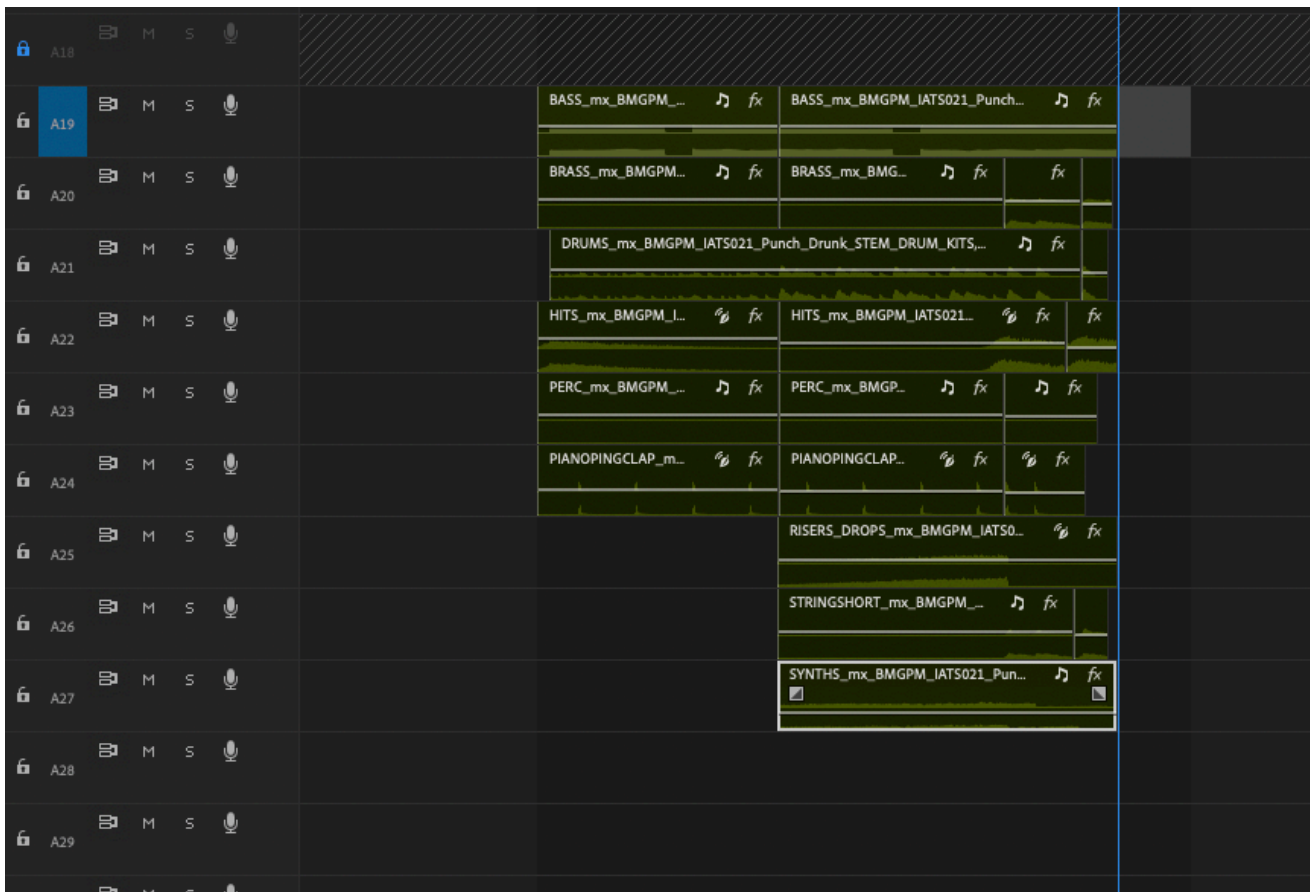 A18 M S
A19 M S BASS_mx_BMGPM_... fx BASS_mx_BMGPM_IATS021_Punch... fx
A20 M S BRASS_mx_BMGPM... fx BRASS_mx_BMG... fx fx
A21 M S DRUMS_mx_BMGPM_IATS021_Punch_Drunk_STEM_DRUM_KITS,... fx
A22 M S HITS_mx_BMGPM_I... fx HITS_mx_BMGPM_IATS021... fx fx
A23 M S PERC_mx_BMGPM_... fx PERC_mx_BMGP... fx fx
A24 M S PIANOPINGCLAP_m... fx PIANOPINGCLAP... fx fx
A25 M S RISERS_DROPS_mx_BMGPM_IATS0... fx
A26 M S STRINGSHORT_mx_BMGPM_... fx
A27 M S SYNTHS_mx_BMGPM_IATS021_Pun... fx
A28 M S
A29 M S